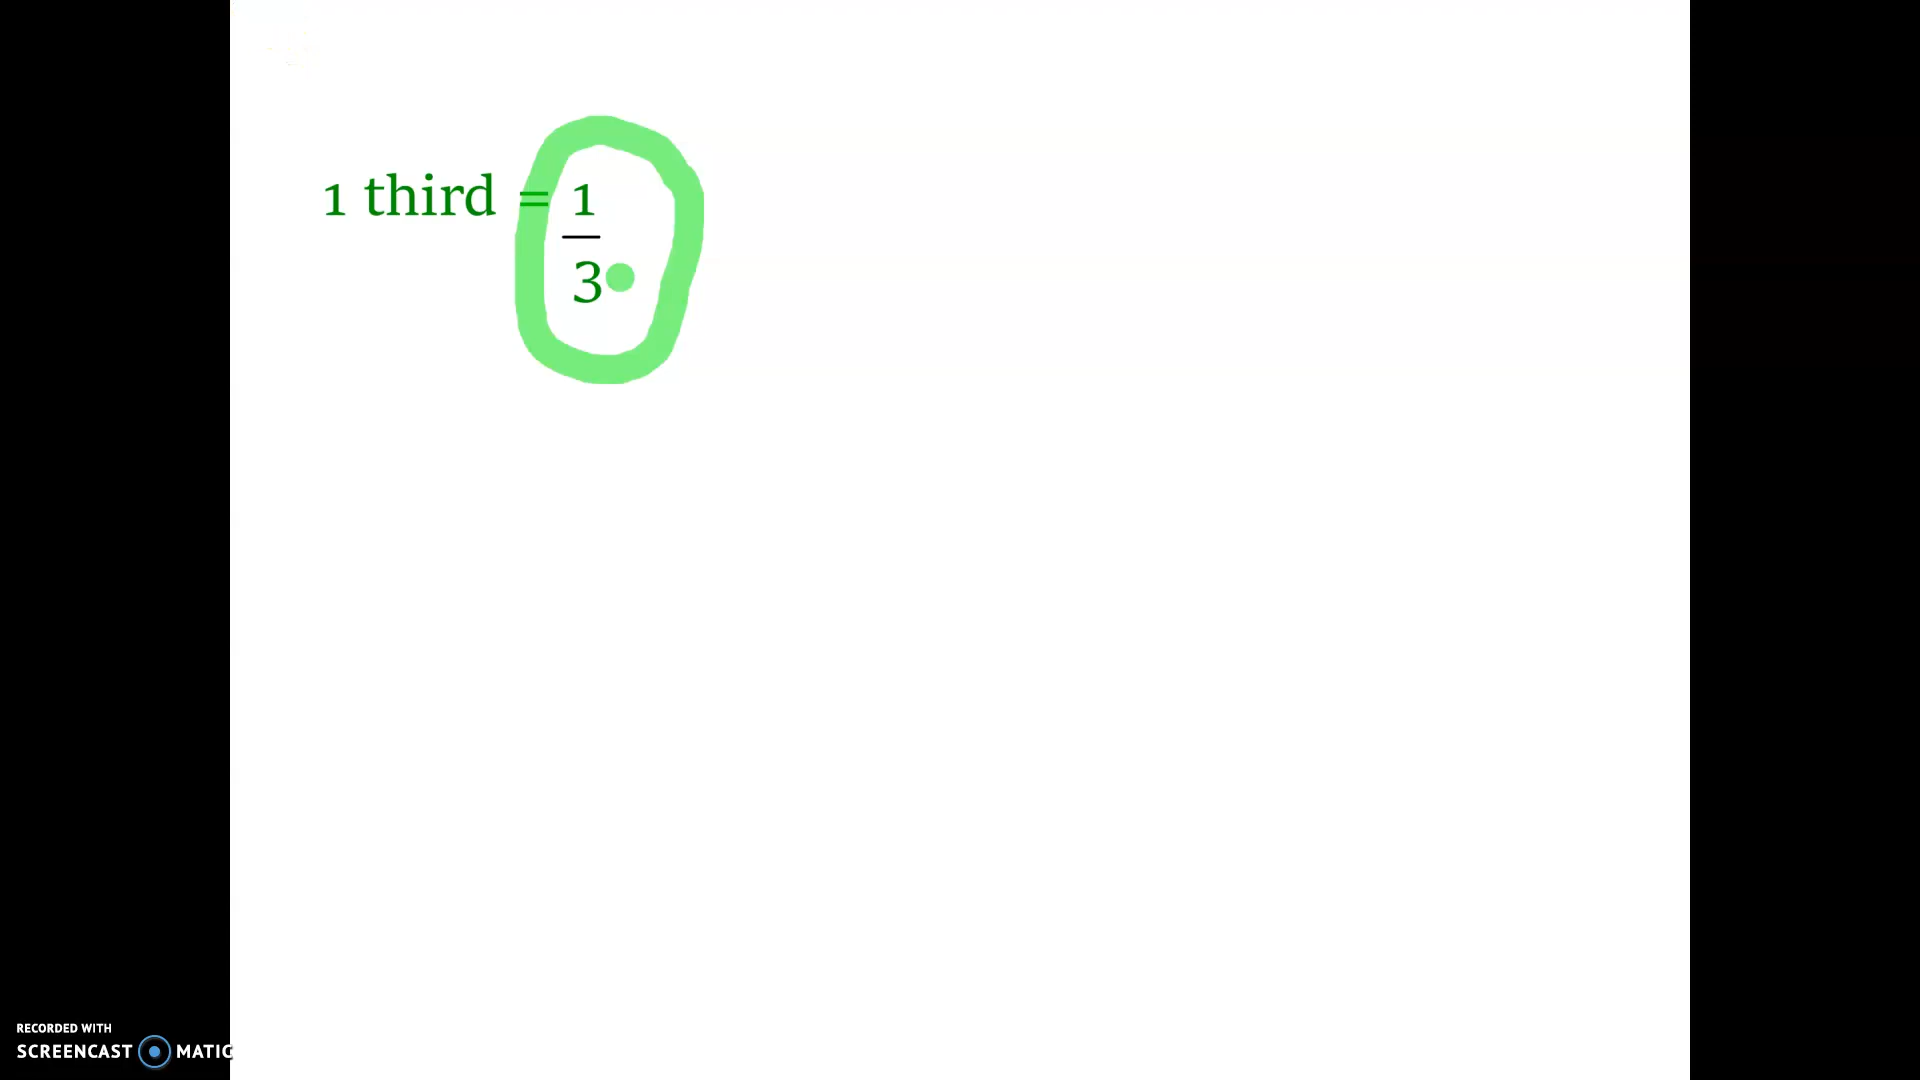 1 third = 1
3
RECORDED WITH
SCREENCAST MATIC